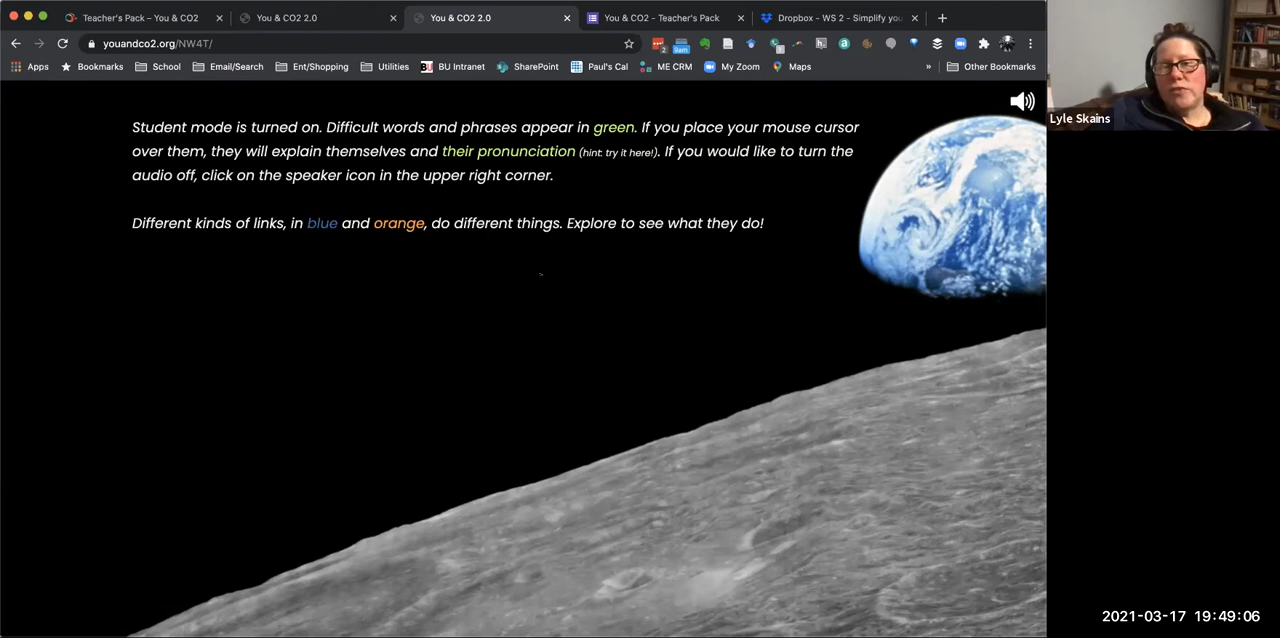 Teacher's Pack – You & CO2
You & CO2 2.0
You & CO2 2.0
You & CO2 - Teacher's Pack
Dropbox - WS 2 - Simplify you
youandco2.org/NW4T/
2
9am
Apps
Bookmarks
School
Email/Search
Ent/Shopping
Utilities
BU Intranet
SharePoint
Paul's Cal
ME CRM
My Zoom
Maps
»
Other Bookmarks
Student mode is turned on. Difficult words and phrases appear in green. If you place your mouse cursor
over them, they will explain themselves and their pronunciation (hint: try it here!). If you would like to turn the
audio off, click on the speaker icon in the upper right corner.
Different kinds of links, in blue and orange, do different things. Explore to see what they do!
Lyle Skains
2021-03-17 19:49:06